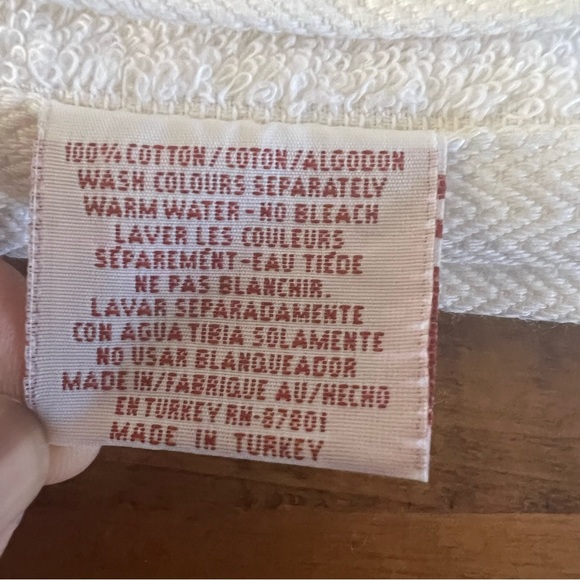 100% COTTON/COTON/ALGODON
WASH COLOURS SEPARATELY
WARM WATER-NO BLEACH
LAVER LES COULEURS
SÉPAREMÉNT-EAU TIÉDE
NE PAS BLANCHIR.
LAVAR SEPARADAMENTE
CON AGUA TIBIA SOLAMENTE
NO USAR BLANQUEADOR
MADE IN/FABRIQUE AU/HECHO
EN TURKEY RN-87801
MADE IN TURKEY